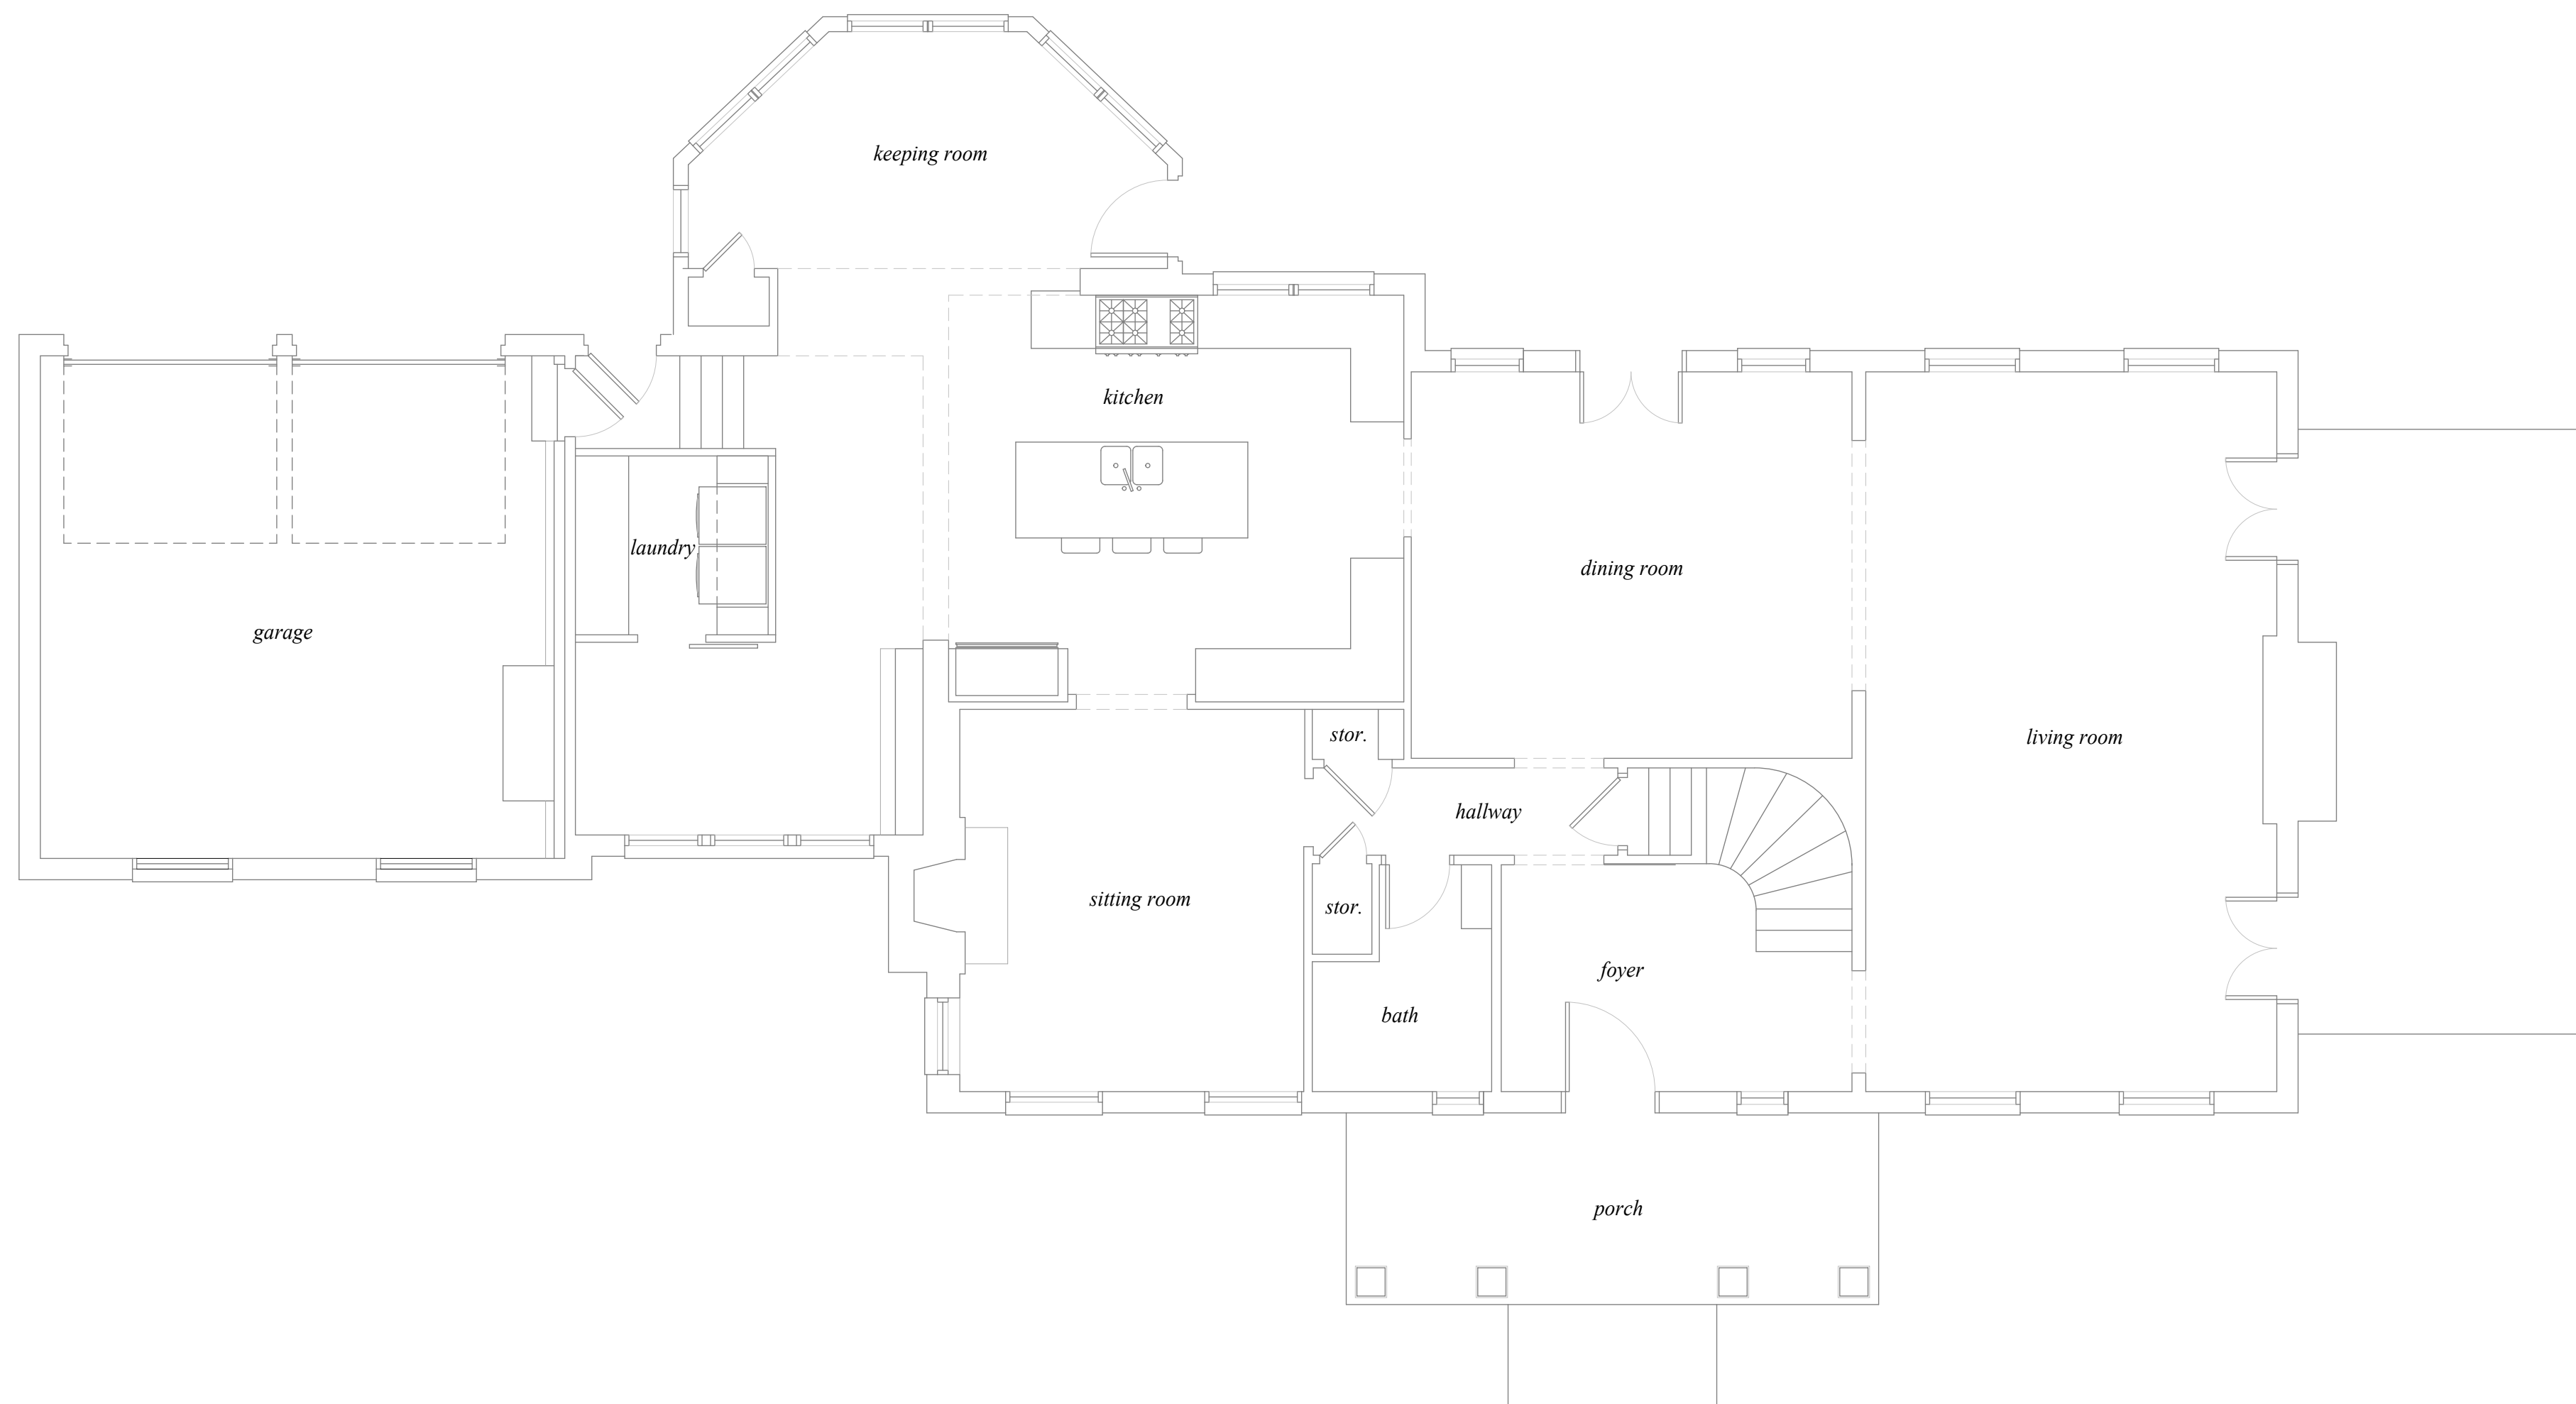 keeping room
kitchen
laundry
dining room
garage
stor.
living room
hallway
sitting room
stor.
foyer
bath
porch